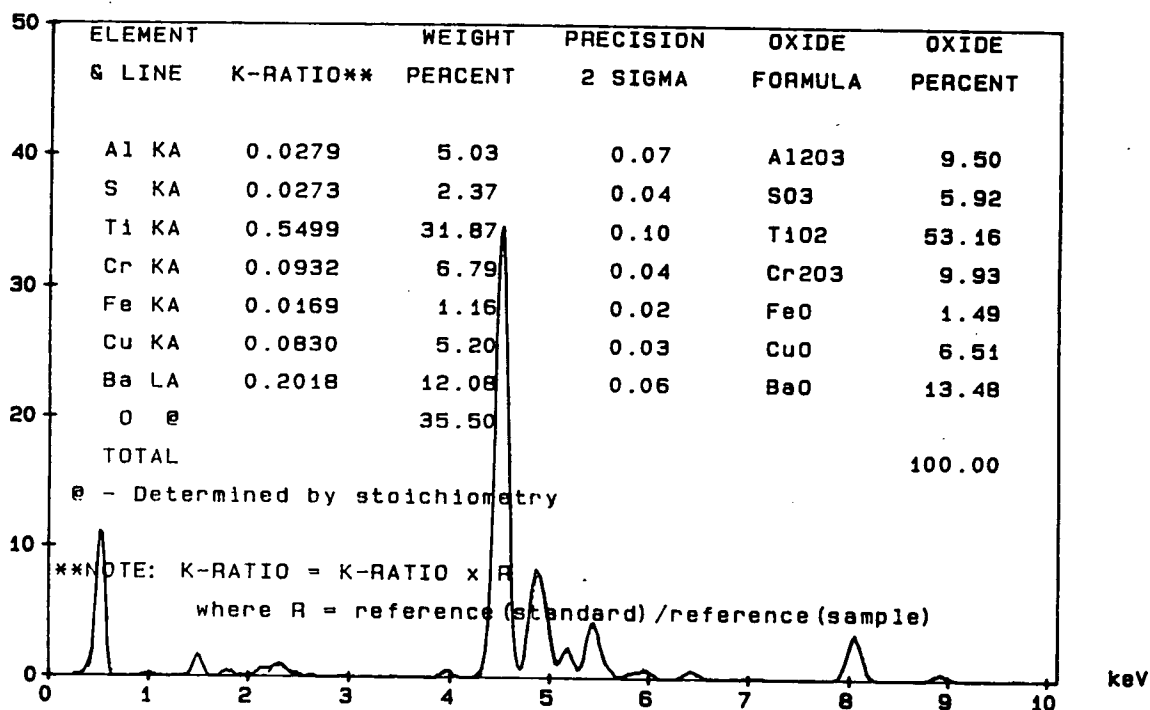 50
ELEMENT WEIGHT PRECISION OXIDE OXIDE
& LINE K-RATIO** PERCENT 2 SIGMA FORMULA PERCENT
40 Al KA 0.0279 5.03 0.07 Al2O3 9.50
S KA 0.0273 2.37 0.04 SO3 5.92
Ti KA 0.5499 31.87 0.10 TiO2 53.16
Cr KA 0.0932 6.79 0.04 Cr2O3 9.93
30
Fe KA 0.0169 1.16 0.02 FeO 1.49
Cu KA 0.0830 5.20 0.03 CuO 6.51
Ba LA 0.2018 12.08 0.06 BaO 13.48
20 O @ 35.50
TOTAL 100.00
@ - Determined by stoichiometry
10
**NOTE: K-RATIO = K-RATIO x R
where R = reference(standard)/reference(sample)
0
0 1 2 3 4 5 6 7 8 9 10 keV